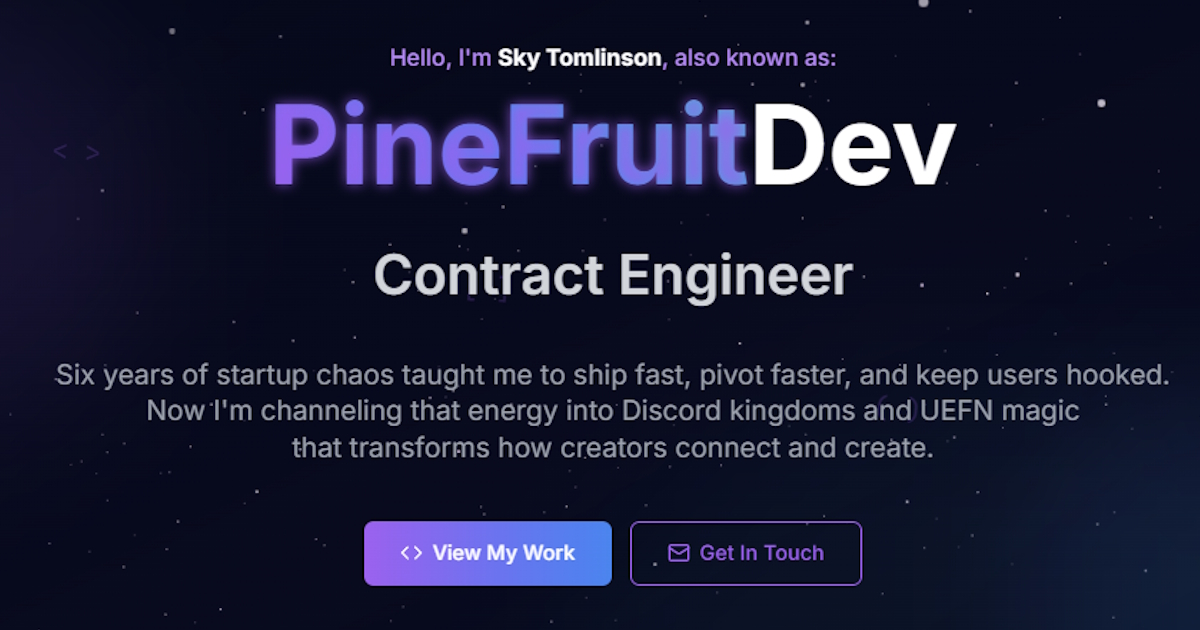 Hello, I'm Sky Tomlinson, also known as:
PineFruitDev
< >
Contract Engineer
Six years of startup chaos taught me to ship fast, pivot faster, and keep users hooked.
Now I'm channeling that energy into Discord kingdoms and UEFN magic
that transforms how creators connect and create.
<> View My Work
Get In Touch